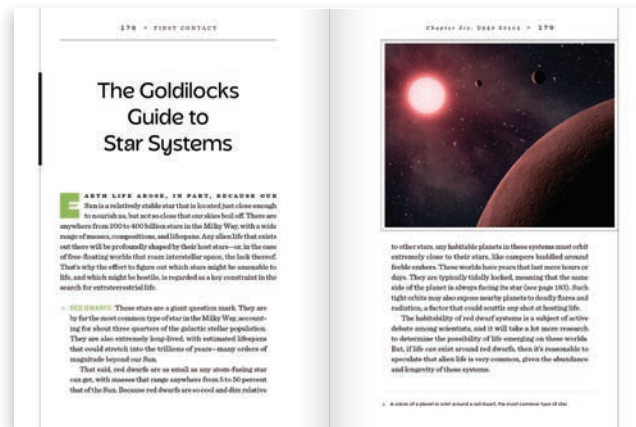 178 • FIRST CONTACT
The Goldilocks
Guide to
Star Systems
EARTH LIFE AROSE, IN PART, BECAUSE OUR
Sun is a relatively stable star that is located just close enough
to nourish us, but not so close that our skies boil off. There are
anywhere from 200 to 400 billion stars in the Milky Way, with a wide
range of masses, compositions, and lifespans. Any alien life that exists
out there will be profoundly shaped by their host stars—or, in the case
of free-floating worlds that roam interstellar space, the lack thereof.
That's why the effort to figure out which stars might be amenable to
life, and which might be hostile, is regarded as a key constraint in the
search for extraterrestrial life.
RED DWARFS: These stars are a giant question mark. They are
by far the most common type of star in the Milky Way, account-
ing for about three quarters of the galactic stellar population.
They are also extremely long-lived, with estimated lifespans
that could stretch into the trillions of years—many orders of
magnitude beyond our Sun.
That said, red dwarfs are as small as any atom-fusing star
can get, with masses that range anywhere from 5 to 50 percent
that of the Sun. Because red dwarfs are so cool and dim relative
Chapter Six: DEEP SPACE • 179
to other stars, any habitable planets in these systems must orbit
extremely close to their stars, like campers huddled around
feeble embers. These worlds have years that last mere hours or
days. They are typically tidally locked, meaning that the same
side of the planet is always facing its star (see page 183). Such
tight orbits may also expose nearby planets to deadly flares and
radiation, a factor that could scuttle any shot at hosting life.
The habitability of red dwarf systems is a subject of active
debate among scientists, and it will take a lot more research
to determine the possibility of life emerging on these worlds.
But, if life can exist around red dwarfs, then it's reasonable to
speculate that alien life is very common, given the abundance
and longevity of these systems.
A vision of a planet in orbit around a red dwarf, the most common type of star.